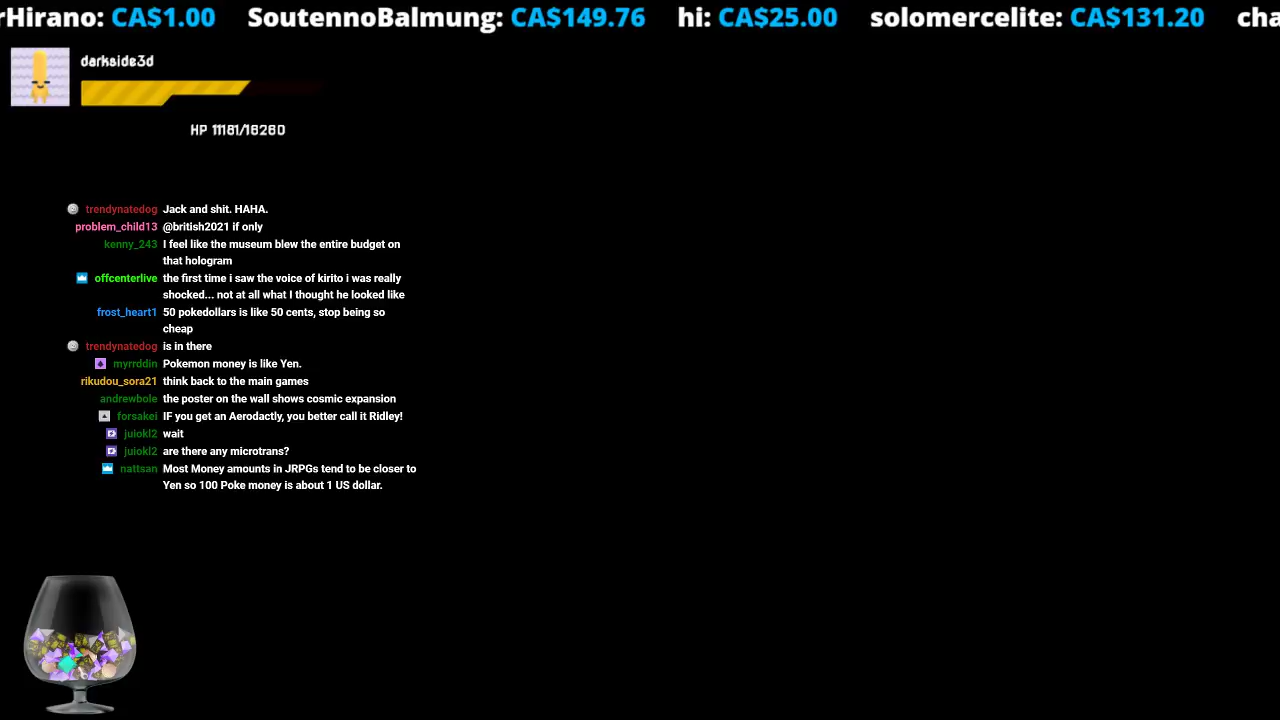 rHirano: CA$1.00 SoutennoBalmung: CA$149.76 hi: CA$25.00 solomercelite: CA$131.20 cha
darkside3d
HP 11181/16260
trendynatedog Jack and shit. HAHA.
problem_child13 @british2021 if only
kenny_243 I feel like the museum blew the entire budget on
that hologram
offcenterlive the first time i saw the voice of kirito i was really
shocked... not at all what I thought he looked like
frost_heart1 50 pokedollars is like 50 cents, stop being so
cheap
trendynatedog is in there
myrrddin Pokemon money is like Yen.
rikudou_sora21 think back to the main games
andrewbole the poster on the wall shows cosmic expansion
forsakei IF you get an Aerodactly, you better call it Ridley!
juiokl2 wait
juiokl2 are there any microtrans?
nattsan Most Money amounts in JRPGs tend to be closer to
Yen so 100 Poke money is about 1 US dollar.